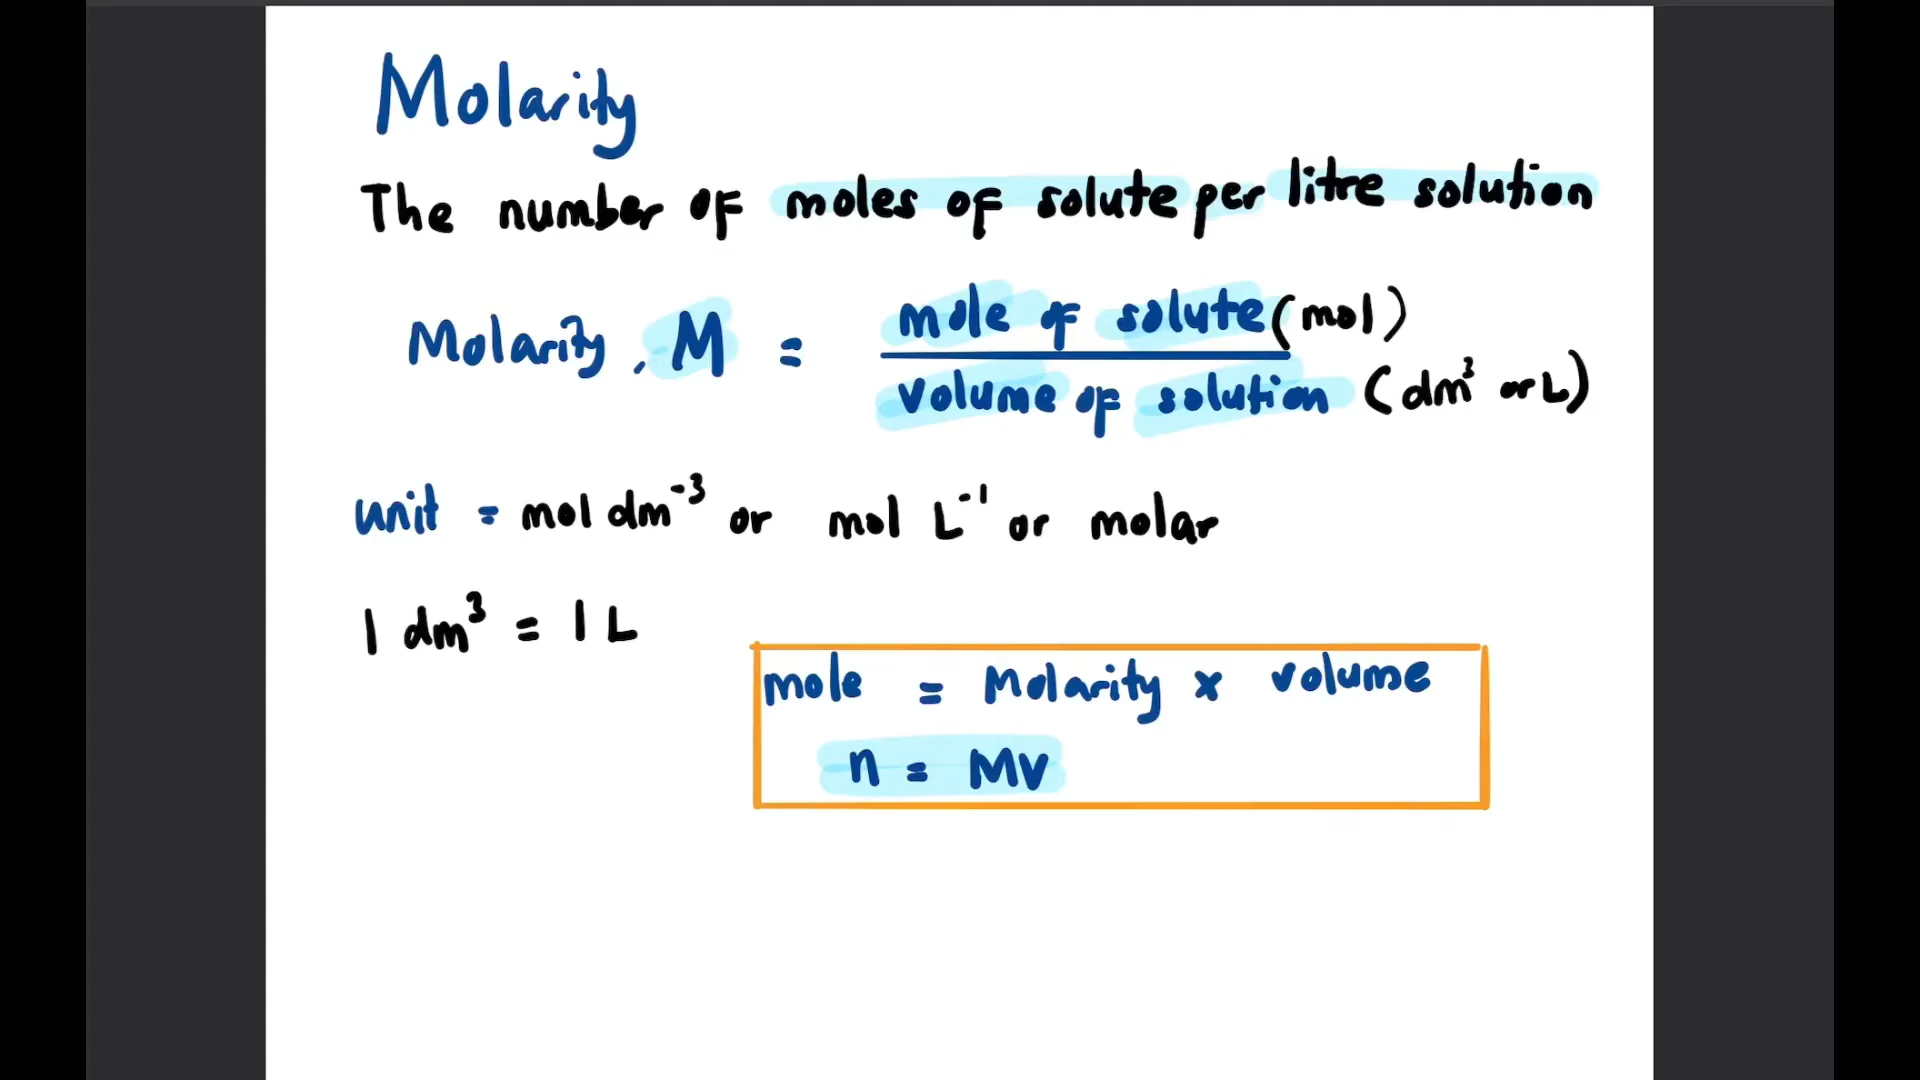 Molarity
The number of moles of solute per litre solution
Molarity, M = mole of solute (mol)
volume of solution (dm³ or L)
unit = mol dm⁻³ or mol L⁻¹ or molar
1 dm³ = 1 L
mole = Molarity x volume
n = MV